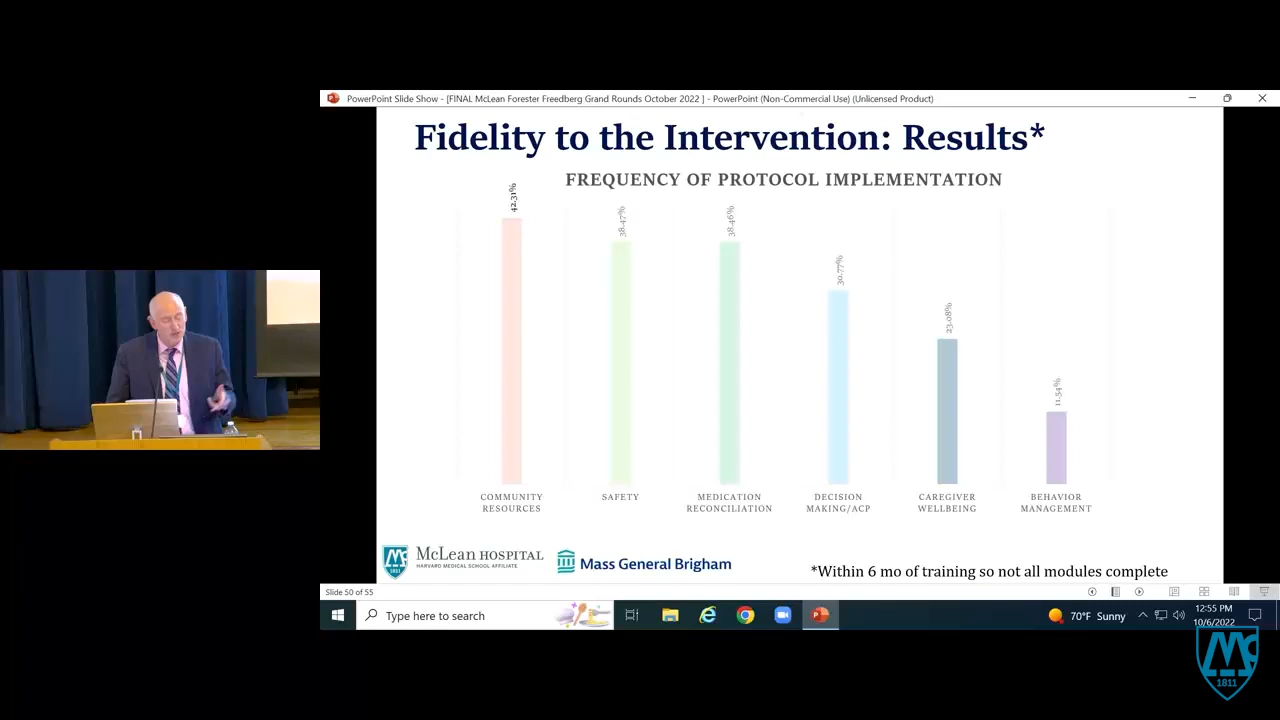 PowerPoint Slide Show - [FINAL McLean Forester Freedberg Grand Rounds October 2022 ] - PowerPoint (Non-Commercial Use) (Unlicensed Product)
Fidelity to the Intervention: Results*
FREQUENCY OF PROTOCOL IMPLEMENTATION
42.31%
38.47%
38.46%
30.77%
23.08%
11.54%
COMMUNITY RESOURCES
SAFETY
MEDICATION RECONCILIATION
DECISION MAKING/ACP
CAREGIVER WELLBEING
BEHAVIOR MANAGEMENT
1811
McLean HOSPITAL
HARVARD MEDICAL SCHOOL AFFILIATE
Mass General Brigham
*Within 6 mo of training so not all modules complete
Slide 50 of 55
Type here to search
70°F Sunny
12:55 PM
10/6/2022
1811